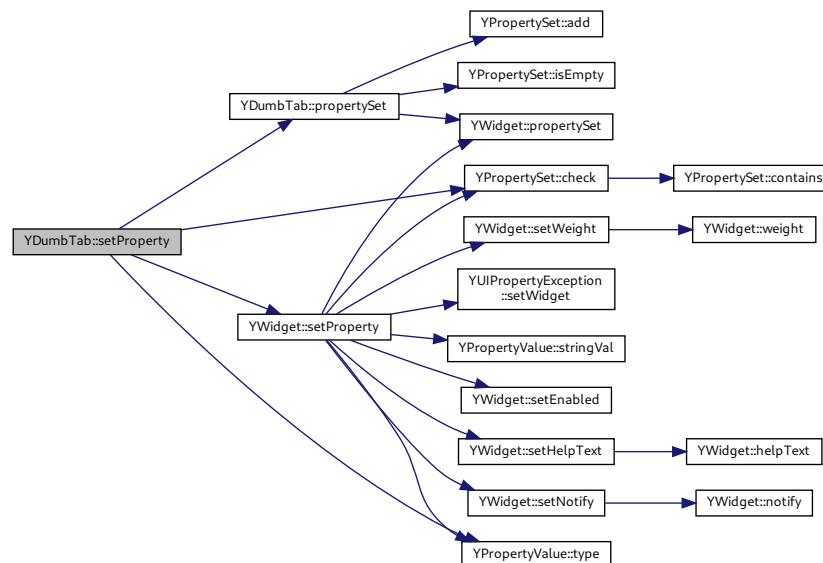 YPropertySet::add
YPropertySet::isEmpty
YDumbTab::propertySet
YWidget::propertySet
YPropertySet::check
YPropertySet::contains
YWidget::setWeight
YWidget::weight
YDumbTab::setProperty
YUIPropertyException
::setWidget
YWidget::setProperty
YPropertyValue::stringVal
YWidget::setEnabled
YWidget::setHelpText
YWidget::helpText
YWidget::setNotify
YWidget::notify
YPropertyValue::type